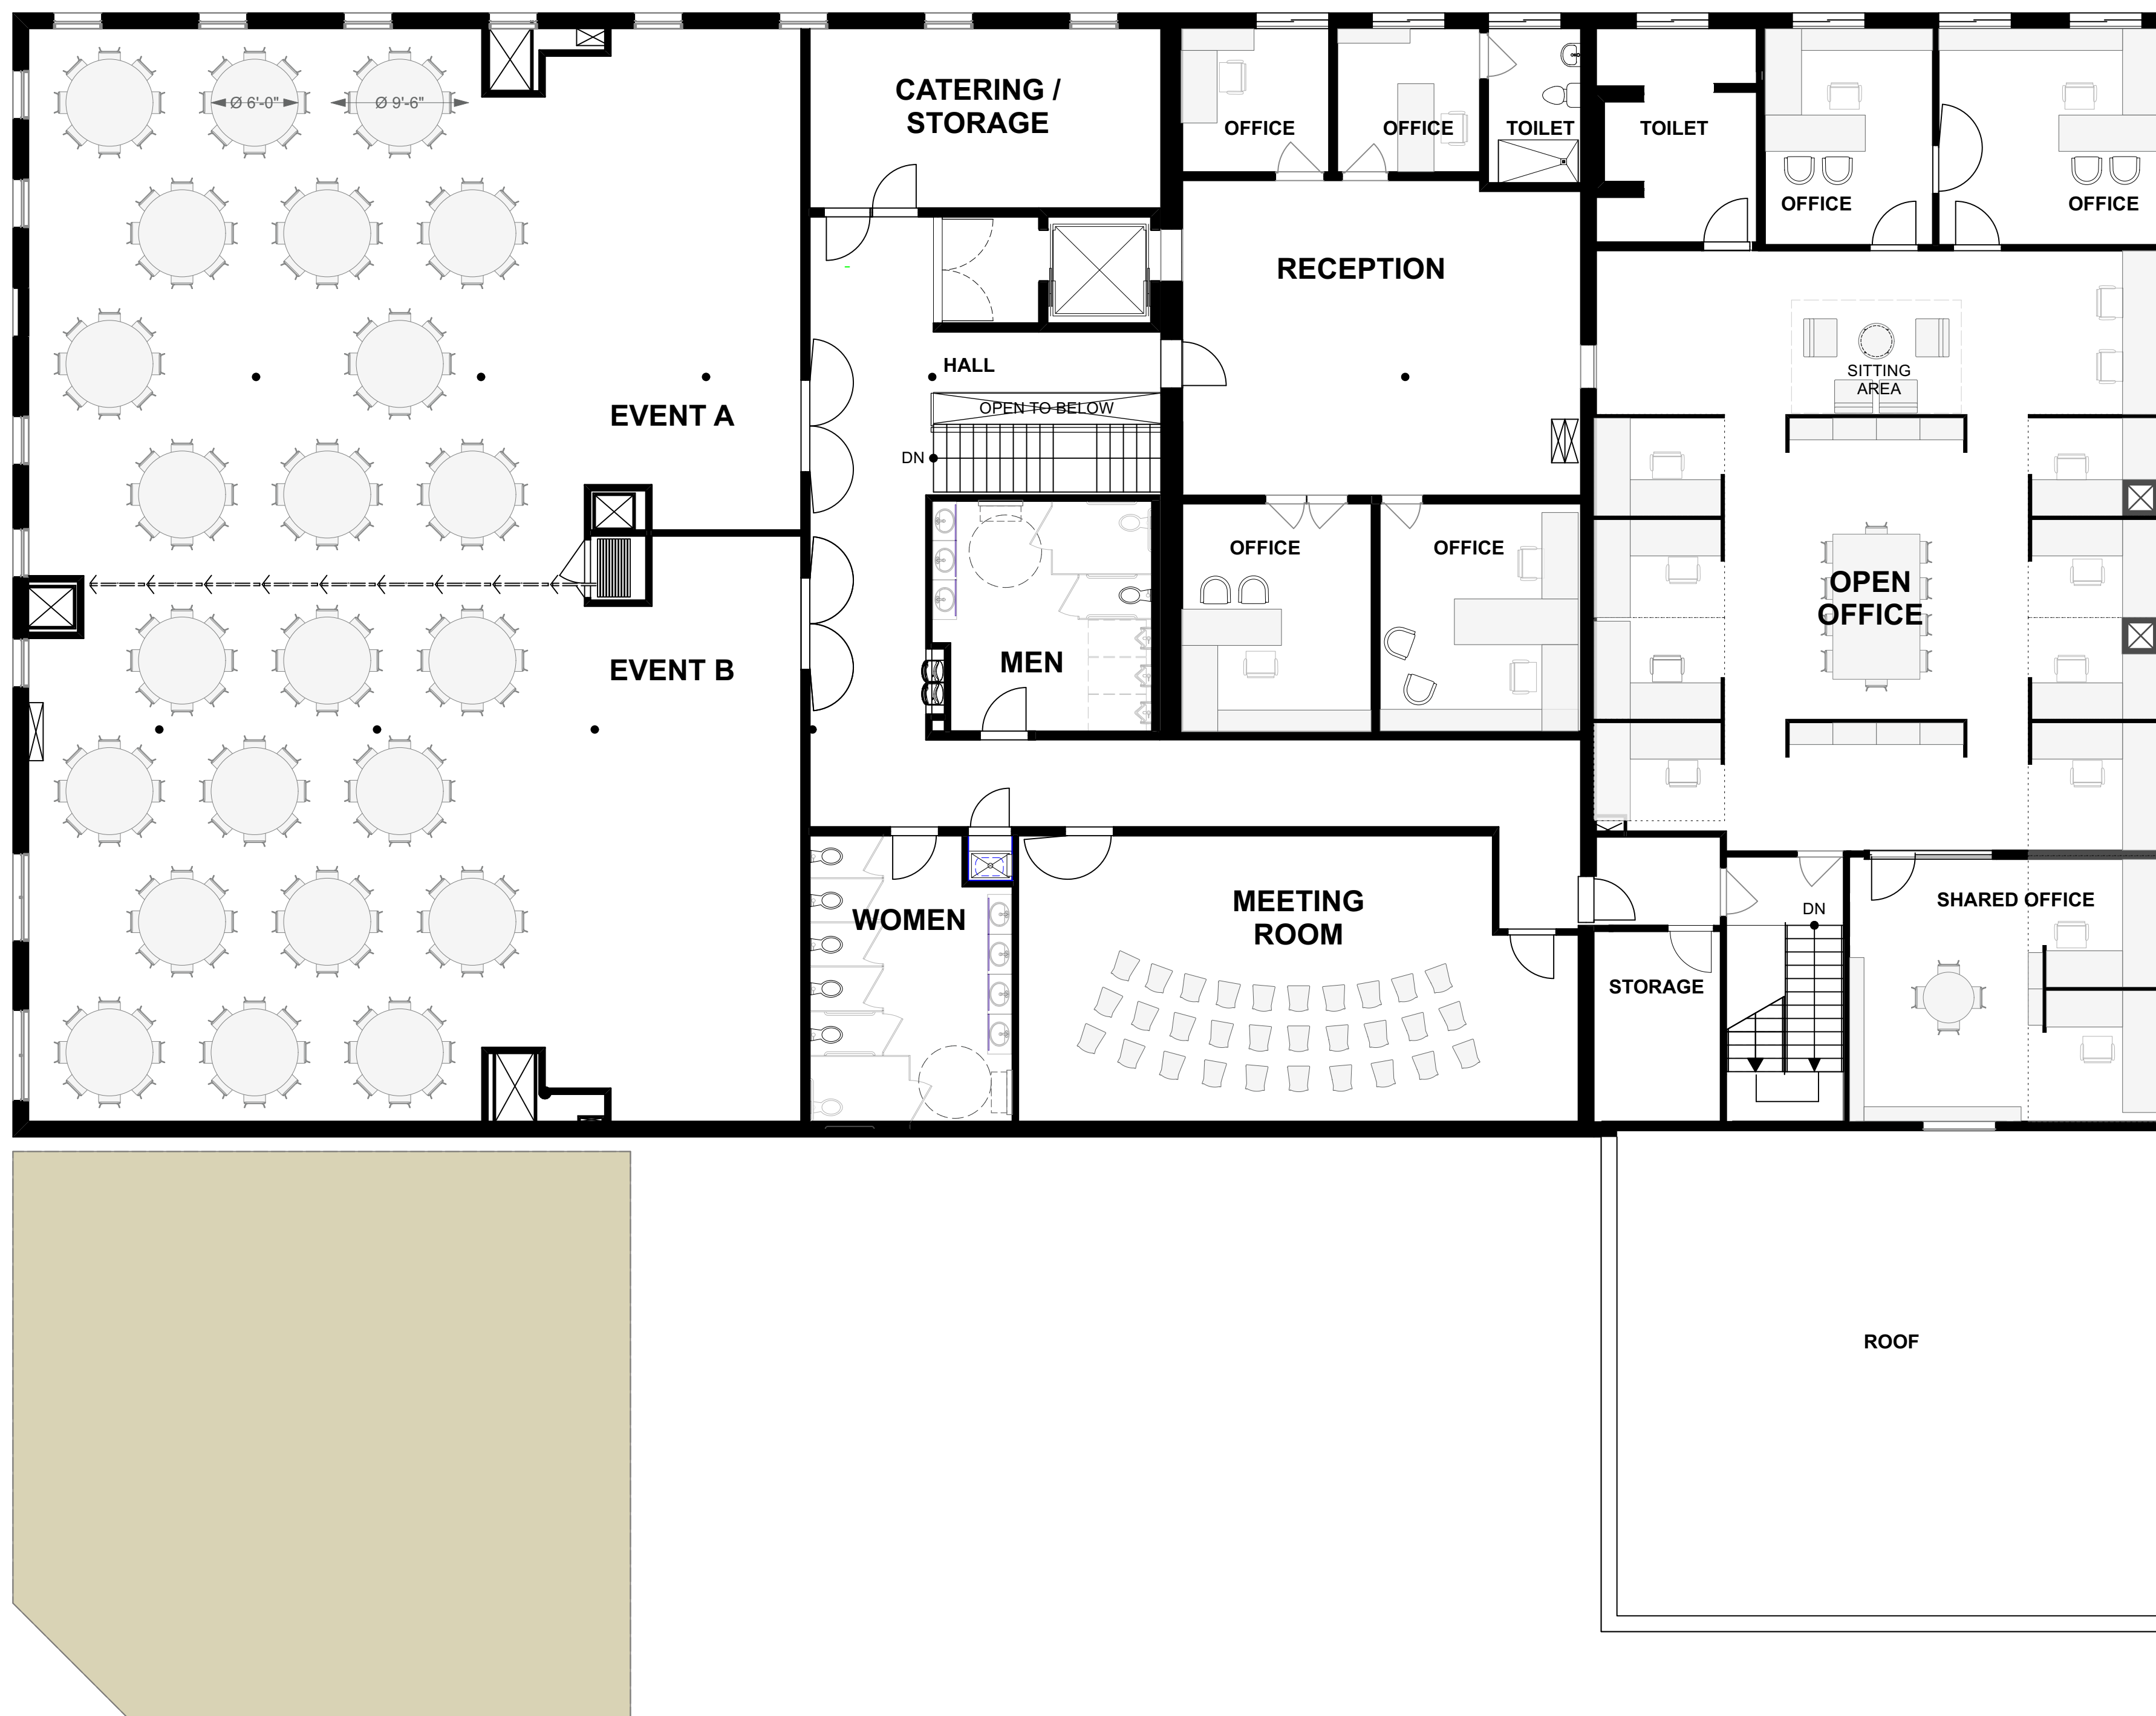 Ø 6'-0"
Ø 9'-6"
CATERING /
STORAGE
OFFICE
OFFICE
TOILET
TOILET
OFFICE
OFFICE
RECEPTION
HALL
OPEN TO BELOW
DN
EVENT A
SITTING
AREA
OFFICE
OFFICE
OPEN
OFFICE
MEN
EVENT B
WOMEN
MEETING
ROOM
SHARED OFFICE
DN
STORAGE
ROOF